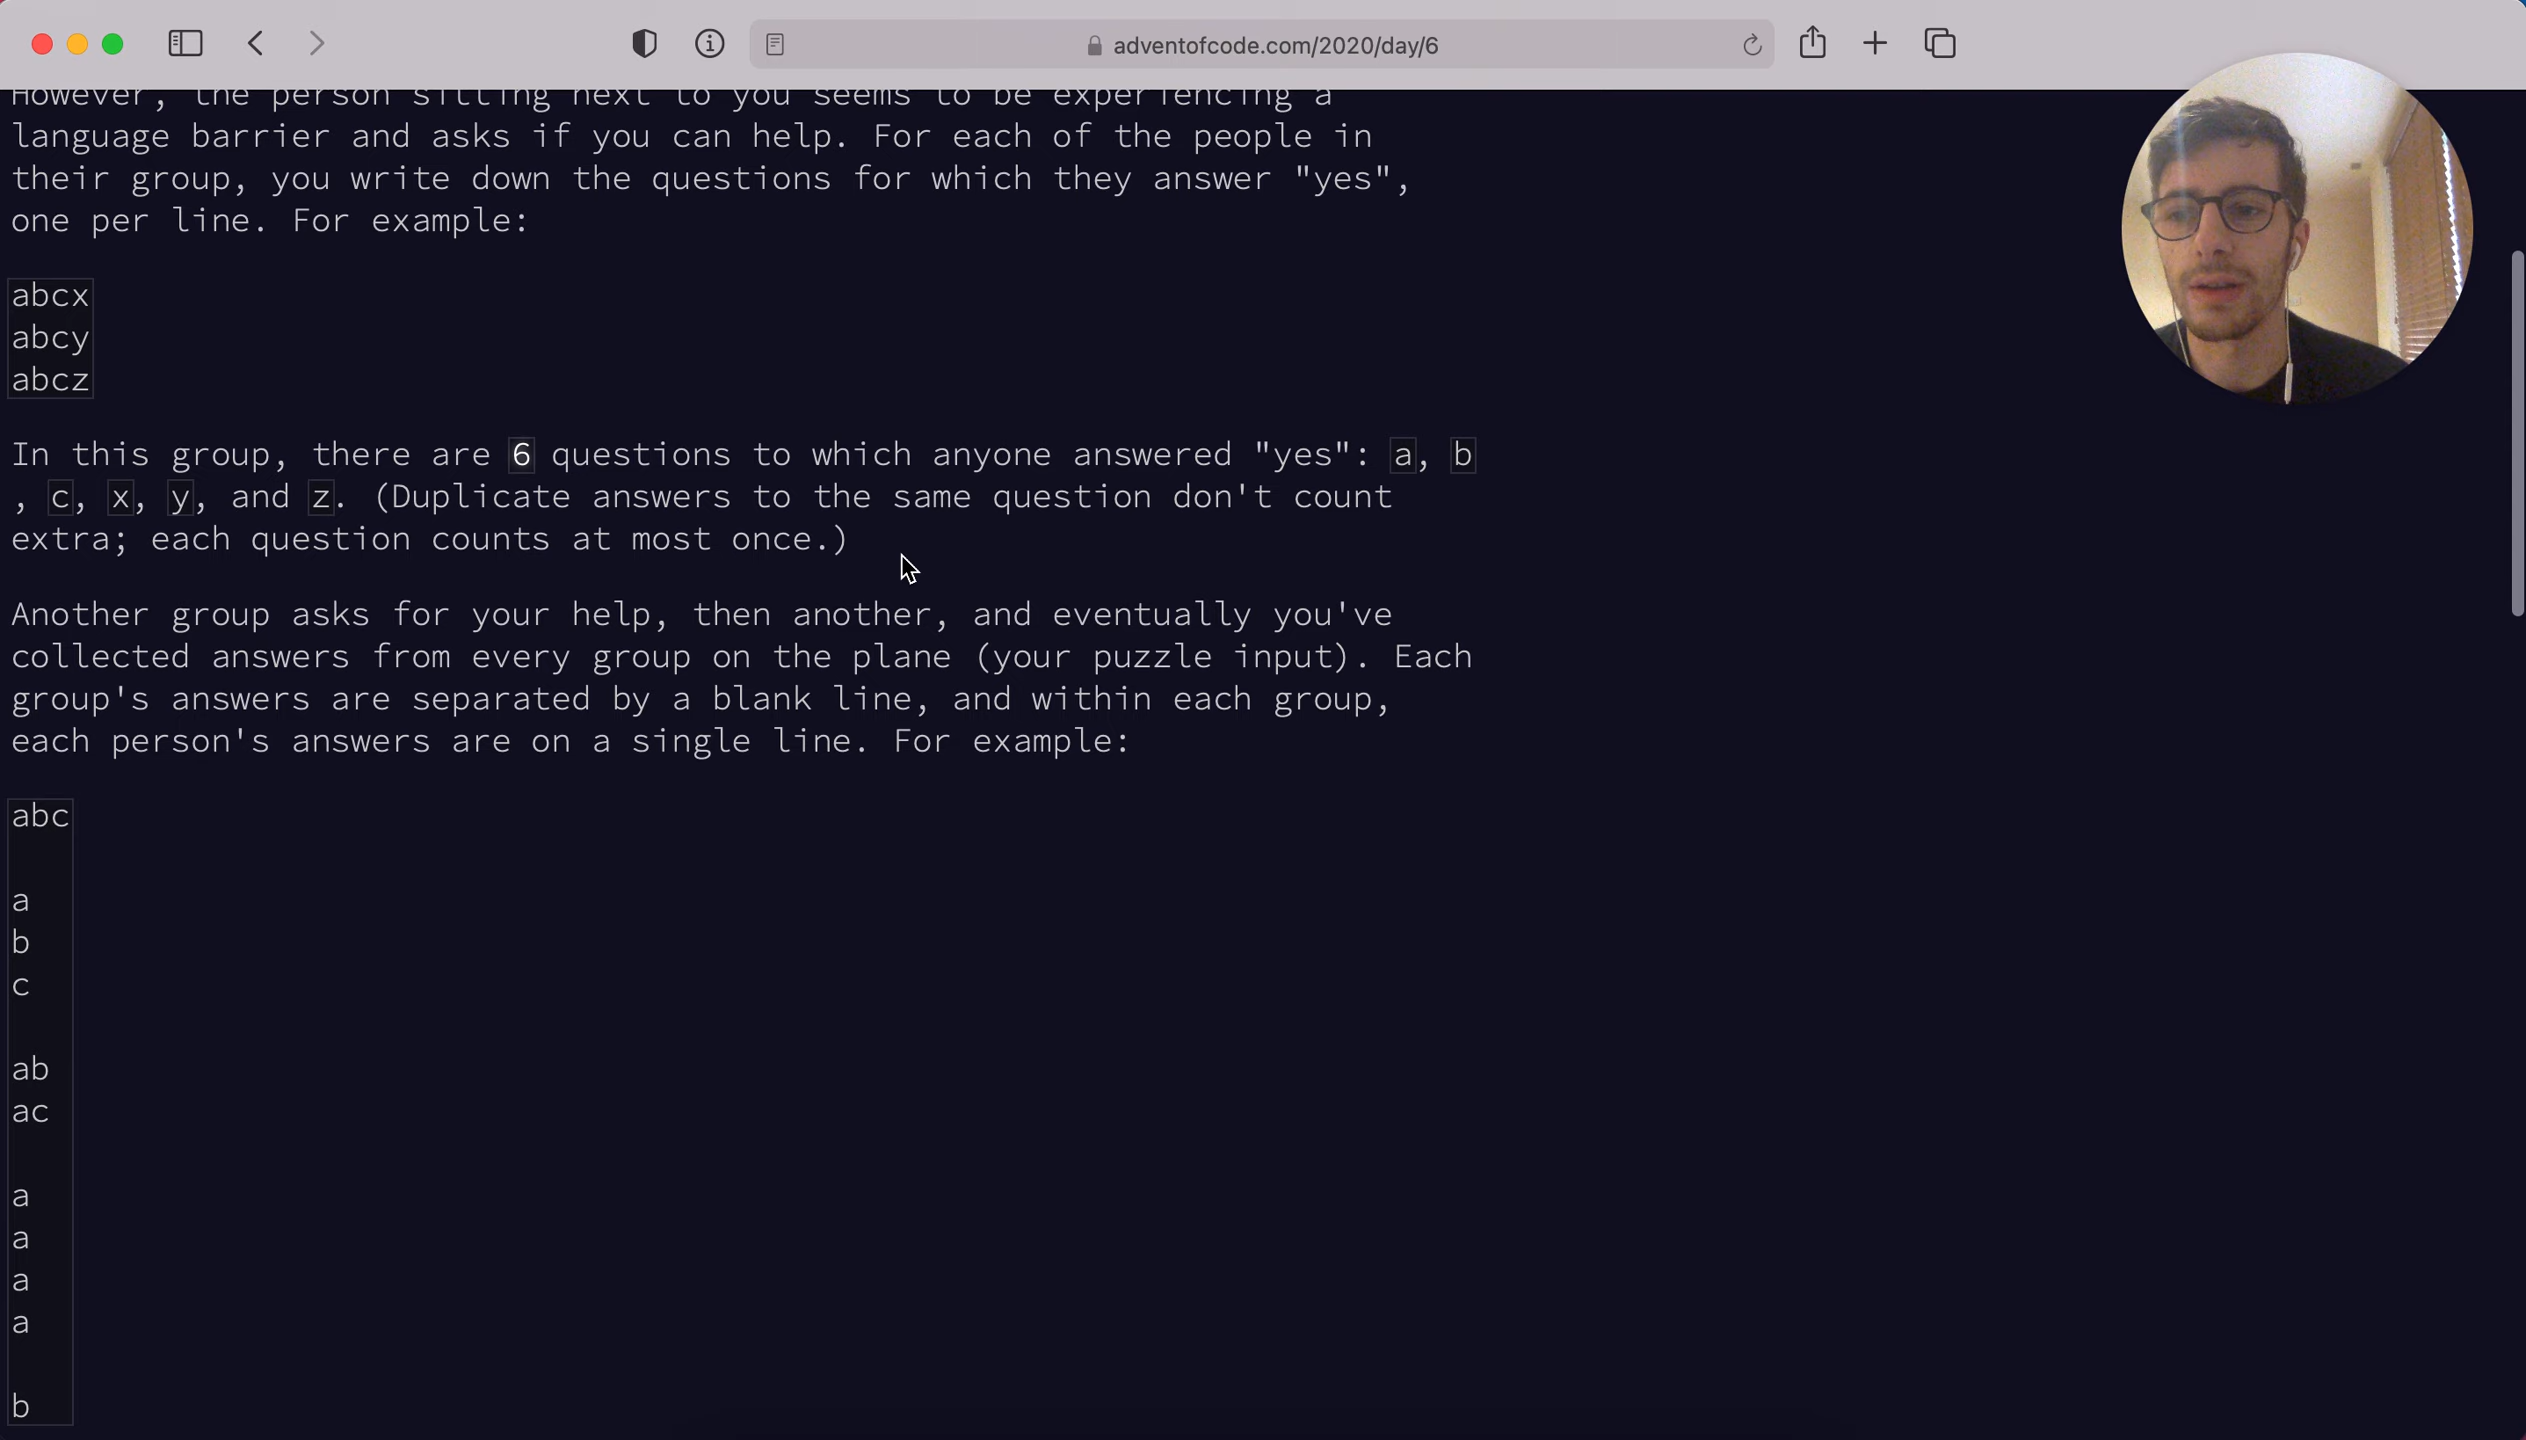 adventofcode.com/2020/day/6
However, the person sitting next to you seems to be experiencing a
language barrier and asks if you can help. For each of the people in
their group, you write down the questions for which they answer "yes",
one per line. For example:
abcx
abcy
abcz
In this group, there are 6 questions to which anyone answered "yes": a, b
, c, x, y, and z. (Duplicate answers to the same question don't count
extra; each question counts at most once.)
Another group asks for your help, then another, and eventually you've
collected answers from every group on the plane (your puzzle input). Each
group's answers are separated by a blank line, and within each group,
each person's answers are on a single line. For example:
abc
a
b
c
ab
ac
a
a
a
a
b